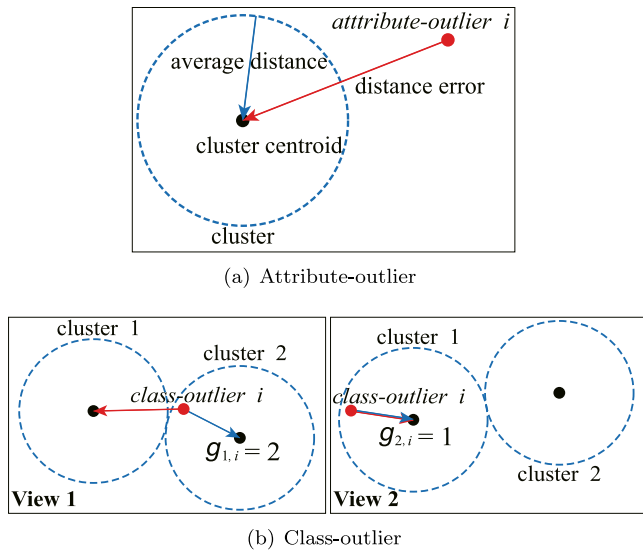 atttribute-outlier i
average distance
distance error
cluster centroid
cluster
(a) Attribute-outlier
cluster 1
cluster 2
class-outlier i
g1,i = 2
View 1
cluster 1
class-outlier i
g2,i = 1
cluster 2
View 2
(b) Class-outlier